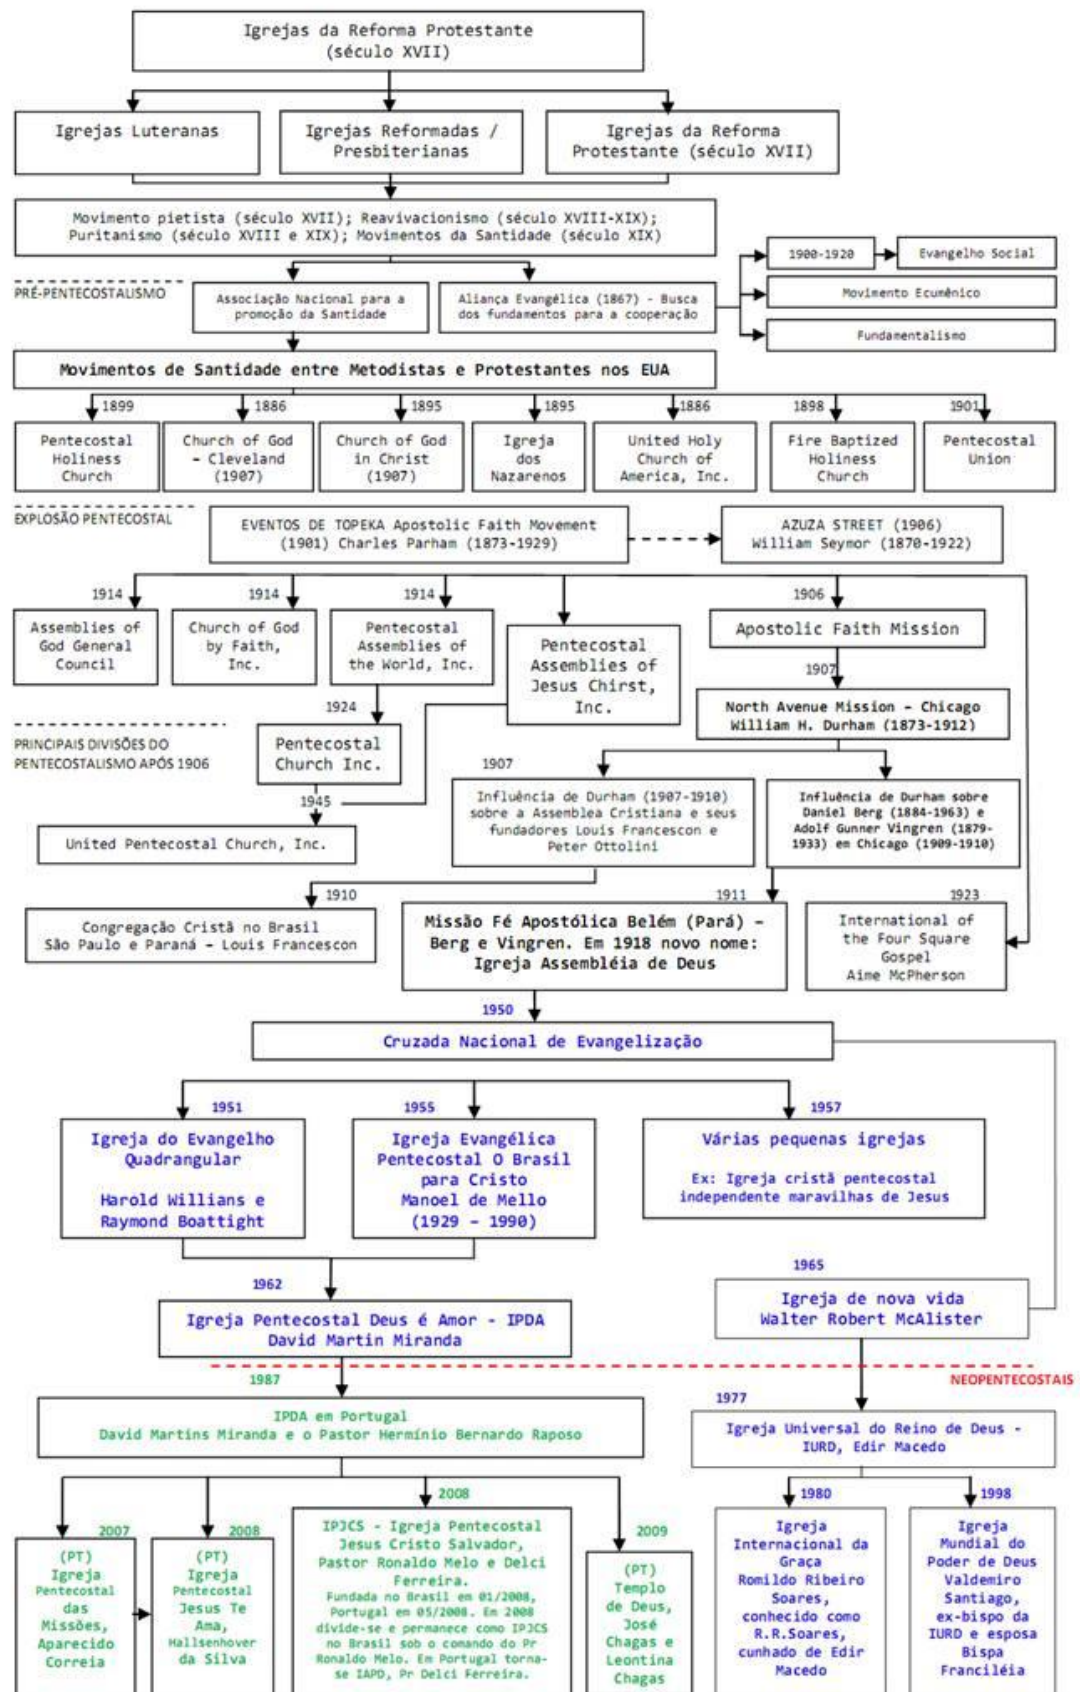 Igrejas da Reforma Protestante
(século XVII)
Igrejas Luteranas
Igrejas Reformadas /
Presbiterianas
Igrejas da Reforma
Protestante (século XVII)
Movimento pietista (século XVII); Reavivacionismo (século XVIII-XIX);
Puritanismo (século XVIII e XIX); Movimentos da Santidade (século XIX)
1900-1920
Evangelho Social
PRÉ-PENTECOSTALISMO
Associação Nacional para a
promoção da Santidade
Aliança Evangélica (1867) - Busca
dos fundamentos para a cooperação
Movimento Ecumênico
Fundamentalismo
Movimentos de Santidade entre Metodistas e Protestantes nos EUA
1899
1886
1895
1895
1886
1898
1901
Pentecostal
Holiness
Church
Church of God
– Cleveland
(1907)
Church of God
in Christ
(1907)
Igreja
dos
Nazarenos
United Holy
Church of
America, Inc.
Fire Baptized
Holiness
Church
Pentecostal
Union
EXPLOSÃO PENTECOSTAL
EVENTOS DE TOPEKA Apostolic Faith Movement
(1901) Charles Parham (1873-1929)
AZUZA STREET (1906)
William Seymor (1870-1922)
1914
1914
1914
1906
Assemblies of
God General
Council
Church of God
by Faith,
Inc.
Pentecostal
Assemblies of
the World, Inc.
Pentecostal
Assemblies of
Jesus Chirst,
Inc.
Apostolic Faith Mission
1907
North Avenue Mission – Chicago
William H. Durham (1873-1912)
1924
PRINCIPAIS DIVISÕES DO
PENTECOSTALISMO APÓS 1906
Pentecostal
Church Inc.
1907
1945
Influência de Durham (1907-1910)
sobre a Assemblea Cristiana e seus
fundadores Louis Francescon e
Peter Ottolini
Influência de Durham sobre
Daniel Berg (1884-1963) e
Adolf Gunner Vingren (1879-
1933) em Chicago (1909-1910)
United Pentecostal Church, Inc.
1910
1911
1923
Congregação Cristã no Brasil
São Paulo e Paraná – Louis Francescon
Missão Fé Apostólica Belém (Pará) –
Berg e Vingren. Em 1918 novo nome:
Igreja Assembléia de Deus
International of
the Four Square
Gospel
Aime McPherson
1950
Cruzada Nacional de Evangelização
1951
1955
1957
Igreja do Evangelho
Quadrangular
Harold Willians e
Raymond Boattight
Igreja Evangélica
Pentecostal O Brasil
para Cristo
Manoel de Mello
(1929 – 1990)
Várias pequenas igrejas
Ex: Igreja cristã pentecostal
independente maravilhas de Jesus
1962
1965
Igreja Pentecostal Deus é Amor - IPDA
David Martin Miranda
Igreja de nova vida
Walter Robert McAlister
NEOPENTECOSTAIS
1987
1977
IPDA em Portugal
David Martins Miranda e o Pastor Hermínio Bernardo Raposo
Igreja Universal do Reino de Deus -
IURD, Edir Macedo
2007
2008
2008
2009
1980
1998
(PT)
Igreja
Pentecostal
das
Missões,
Aparecido
Correia
(PT)
Igreja
Pentecostal
Jesus Te
Ama,
Hallsenhover
da Silva
IPJCS - Igreja Pentecostal
Jesus Cristo Salvador,
Pastor Ronaldo Melo e Delci
Ferreira.
Fundada no Brasil em 01/2008,
Portugal em 05/2008. Em 2008
divide-se e permanece como IPJCS
no Brasil sob o comando do Pr
Ronaldo Melo. Em Portugal torna-
se IAPD, Pr Delci Ferreira.
(PT)
Templo
de Deus,
José
Chagas e
Leontina
Chagas
Igreja
Internacional da
Graça
Romildo Ribeiro
Soares,
conhecido como
R.R.Soares,
cunhado de Edir
Macedo
Igreja
Mundial do
Poder de Deus
Valdemiro
Santiago,
ex-bispo da
IURD e esposa
Bispa
Franciléia